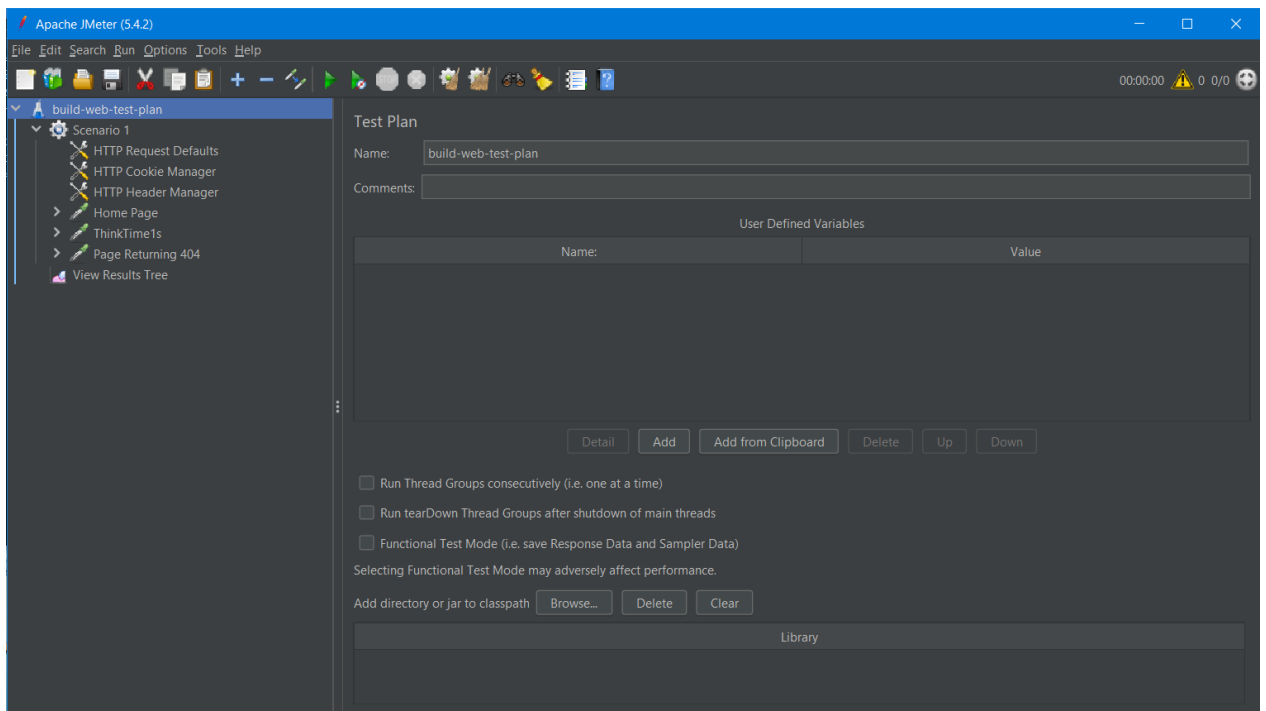 Apache JMeter (5.4.2)
File Edit Search Run Options Tools Help
00:00:00 0 0/0
build-web-test-plan
Scenario 1
HTTP Request Defaults
HTTP Cookie Manager
HTTP Header Manager
Home Page
ThinkTime1s
Page Returning 404
View Results Tree
Test Plan
Name: build-web-test-plan
Comments:
User Defined Variables
Name: Value
Detail Add Add from Clipboard Delete Up Down
Run Thread Groups consecutively (i.e. one at a time)
Run tearDown Thread Groups after shutdown of main threads
Functional Test Mode (i.e. save Response Data and Sampler Data)
Selecting Functional Test Mode may adversely affect performance.
Add directory or jar to classpath Browse... Delete Clear
Library